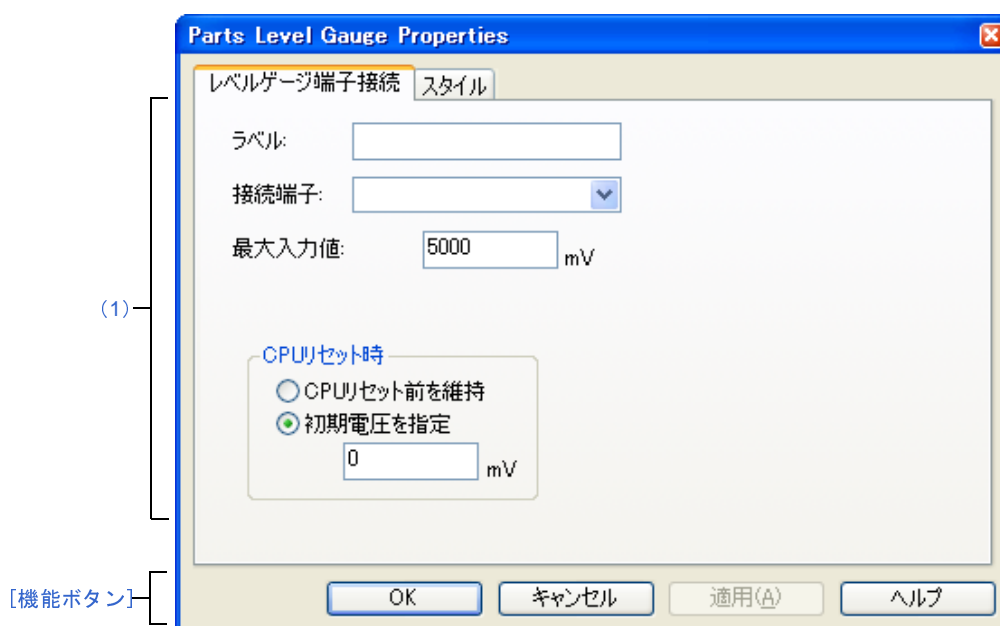 Parts Level Gauge Properties
レベルゲージ端子接続 スタイル
ラベル:
接続端子:
最大入力値: 5000 mV
(1)
CPUリセット時
CPUリセット前を維持
初期電圧を指定
0 mV
[機能ボタン]
OK キャンセル 適用(A) ヘルプ